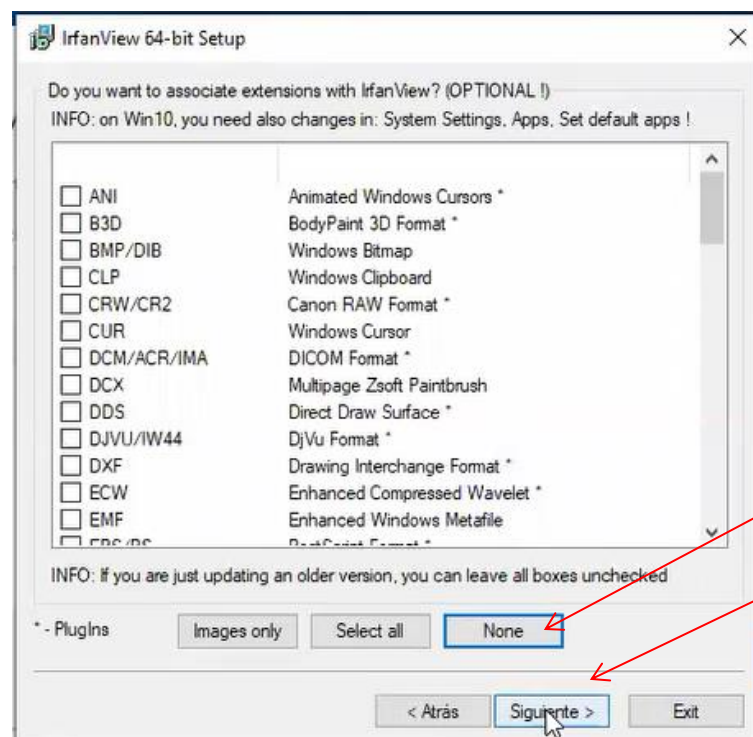 IrfanView 64-bit Setup
Do you want to associate extensions with IrfanView? (OPTIONAL !)
INFO: on Win10, you need also changes in: System Settings, Apps, Set default apps !
ANI Animated Windows Cursors *
B3D BodyPaint 3D Format *
BMP/DIB Windows Bitmap
CLP Windows Clipboard
CRW/CR2 Canon RAW Format *
CUR Windows Cursor
DCM/ACR/IMA DICOM Format *
DCX Multipage Zsoft Paintbrush
DDS Direct Draw Surface *
DJVU/IW44 DjVu Format *
DXF Drawing Interchange Format *
ECW Enhanced Compressed Wavelet *
EMF Enhanced Windows Metafile
INFO: If you are just updating an older version, you can leave all boxes unchecked
* - PlugIns Images only Select all None
< Atrás Siguiente > Exit